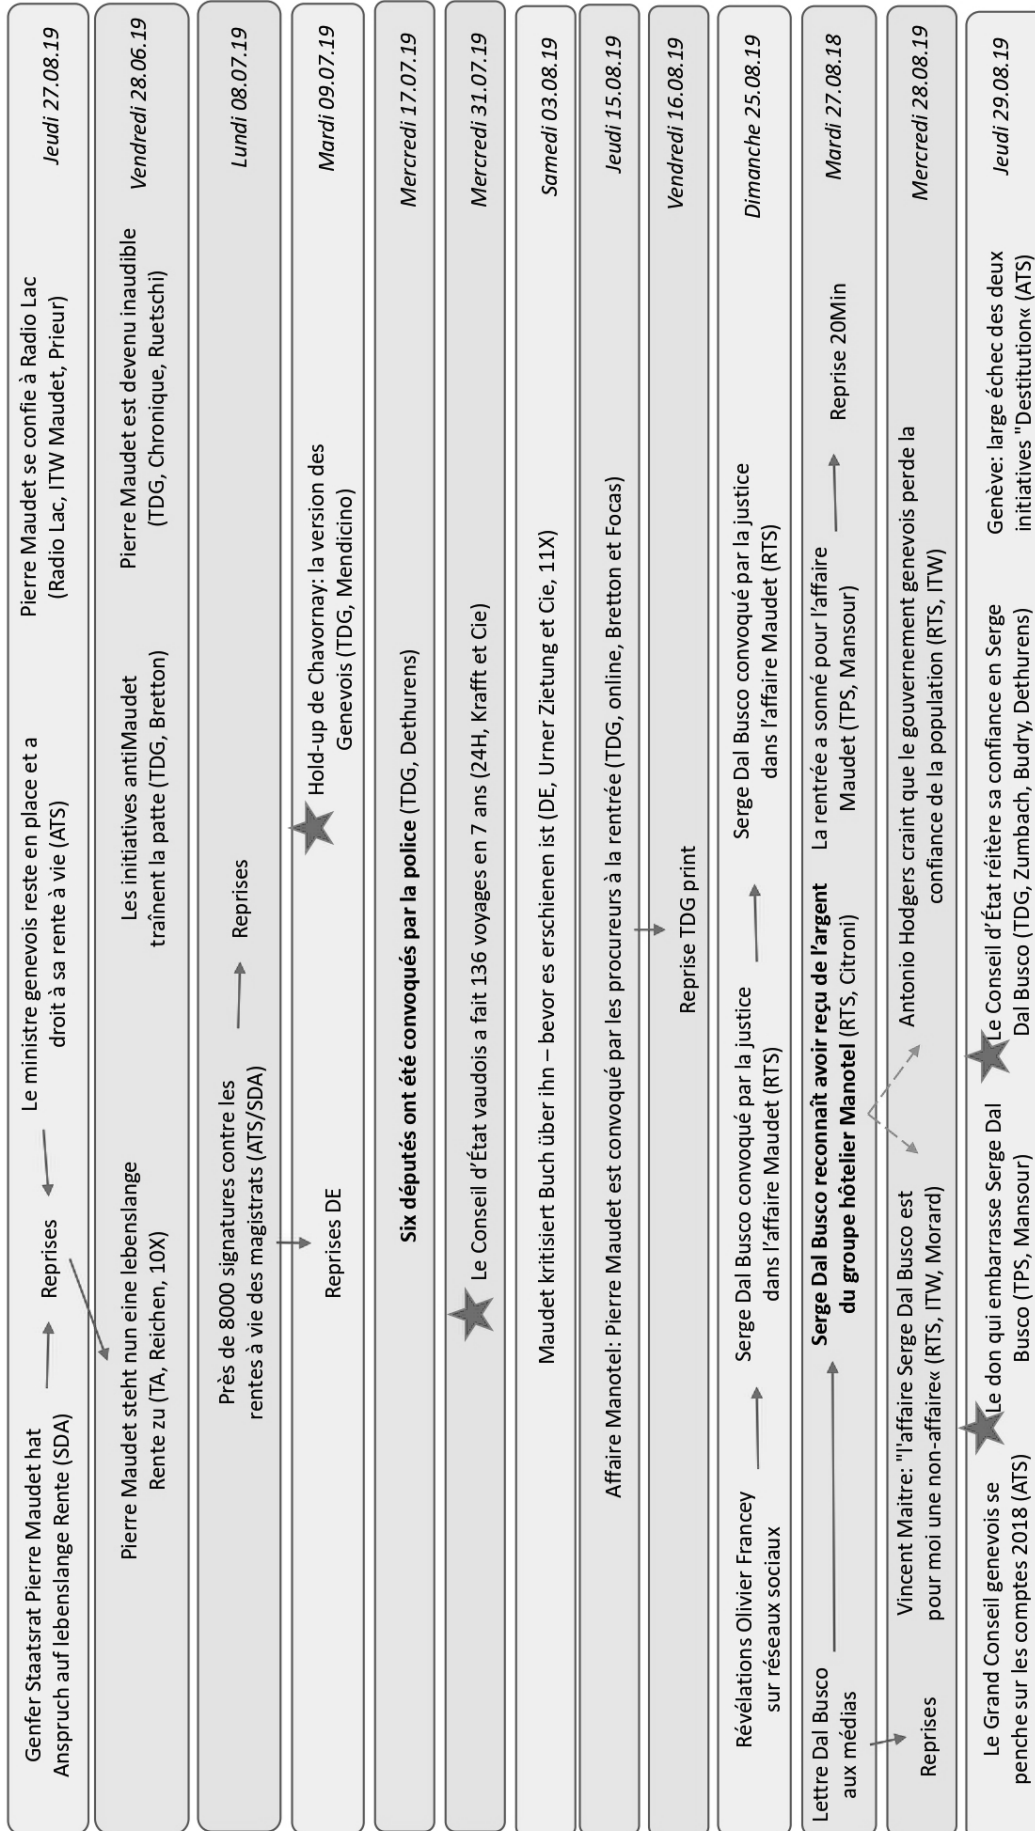 Genfer Staatsrat Pierre Maudet hat
Anspruch auf lebenslange Rente (SDA)
Reprises
Le ministre genevois reste en place et a
droit à sa rente à vie (ATS)
Pierre Maudet se confie à Radio Lac
(Radio Lac, ITW Maudet, Prieur)
Jeudi 27.08.19
Pierre Maudet steht nun eine lebenslange
Rente zu (TA, Reichen, 10X)
Les initiatives antiMaudet
traînent la patte (TDG, Bretton)
Pierre Maudet est devenu inaudible
(TDG, Chronique, Ruetschi)
Vendredi 28.06.19
Près de 8000 signatures contre les
rentes à vie des magistrats (ATS/SDA)
Reprises
Lundi 08.07.19
Reprises DE
Hold-up de Chavornay: la version des
Genevois (TDG, Mendicino)
Mardi 09.07.19
Six députés ont été convoqués par la police (TDG, Dethurens)
Mercredi 17.07.19
Le Conseil d'État vaudois a fait 136 voyages en 7 ans (24H, Krafft et Cie)
Mercredi 31.07.19
Maudet kritisiert Buch über ihn – bevor es erschienen ist (DE, Urner Zietung et Cie, 11X)
Samedi 03.08.19
Affaire Manotel: Pierre Maudet est convoqué par les procureurs à la rentrée (TDG, online, Bretton et Focas)
Jeudi 15.08.19
Reprise TDG print
Vendredi 16.08.19
Révélations Olivier Francey
sur réseaux sociaux
Serge Dal Busco convoqué par la justice
dans l'affaire Maudet (RTS)
Serge Dal Busco convoqué par la justice
dans l'affaire Maudet (RTS)
Dimanche 25.08.19
Lettre Dal Busco
aux médias
Serge Dal Busco reconnaît avoir reçu de l'argent
du groupe hôtelier Manotel (RTS, Citroni)
La rentrée a sonné pour l'affaire
Maudet (TPS, Mansour)
Reprise 20Min
Mardi 27.08.18
Reprises
Vincent Maitre: "l'affaire Serge Dal Busco est
pour moi une non-affaire« (RTS, ITW, Morard)
Antonio Hodgers craint que le gouvernement genevois perde la
confiance de la population (RTS, ITW)
Mercredi 28.08.19
Le Grand Conseil genevois se
penche sur les comptes 2018 (ATS)
Le don qui embarrasse Serge Dal
Busco (TPS, Mansour)
Le Conseil d'État réitère sa confiance en Serge
Dal Busco (TDG, Zumbach, Budry, Dethurens)
Genève: large échec des deux
initiatives "Destitution« (ATS)
Jeudi 29.08.19